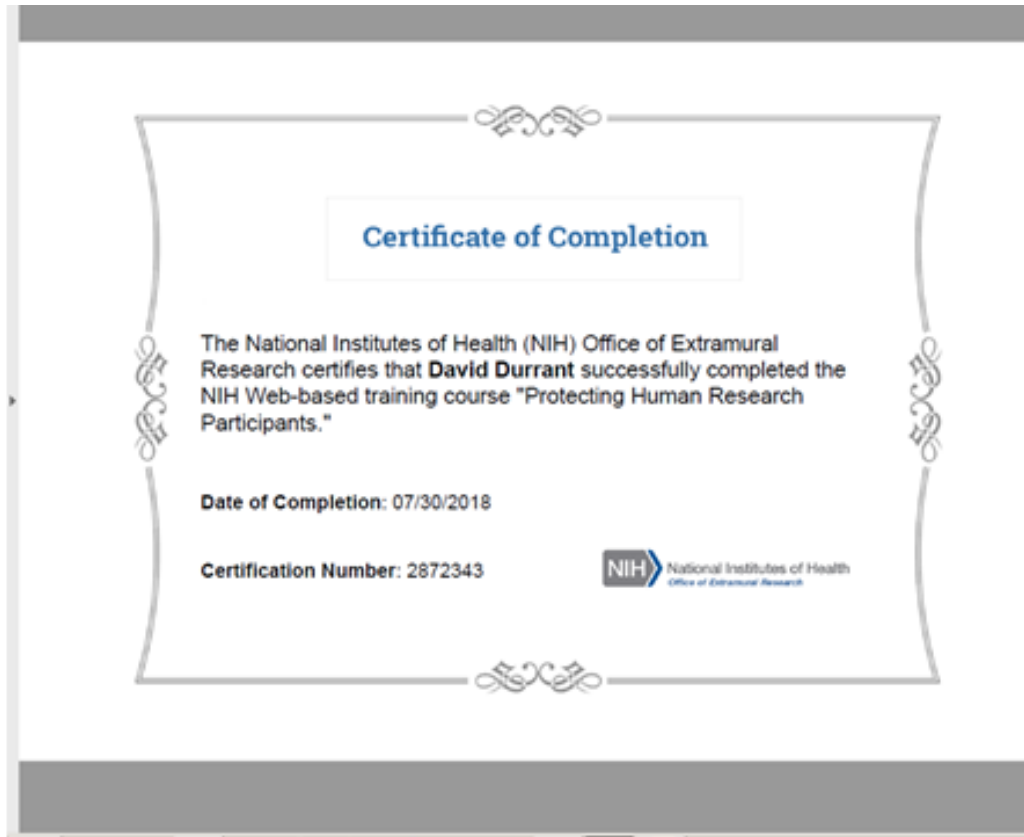 Certificate of Completion
The National Institutes of Health (NIH) Office of Extramural
Research certifies that David Durrant successfully completed the
NIH Web-based training course "Protecting Human Research
Participants."
Date of Completion: 07/30/2018
Certification Number: 2872343
NIH National Institutes of Health
Office of Extramural Research